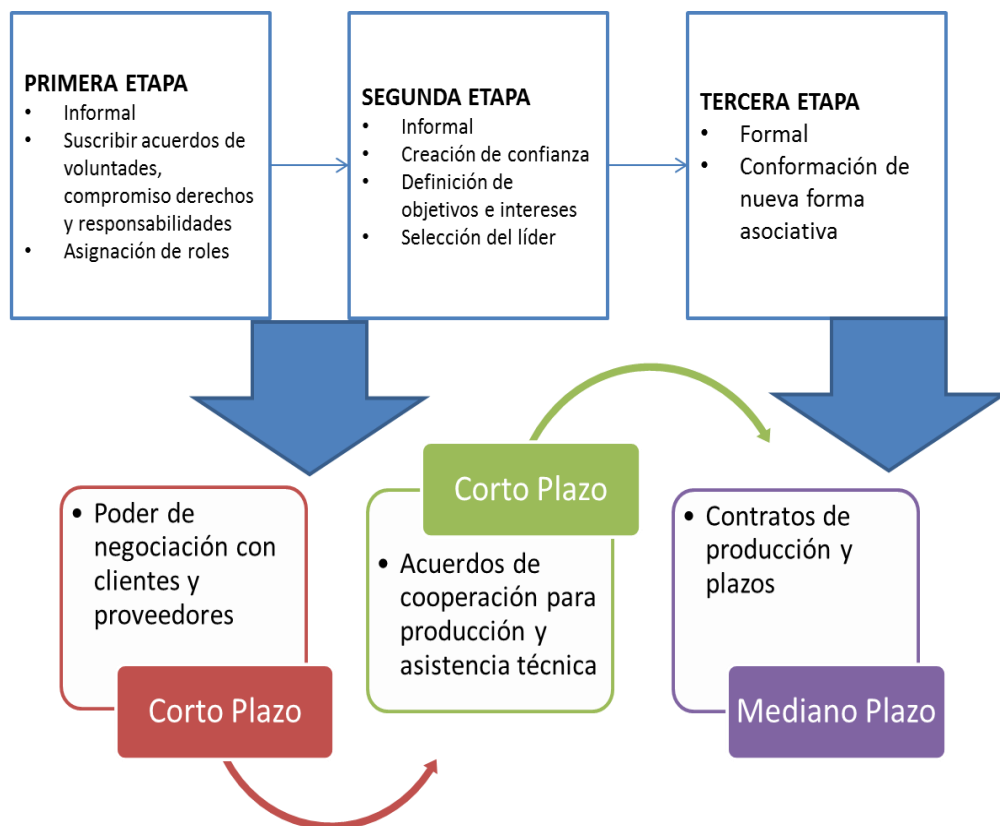 PRIMERA ETAPA
• Informal
• Suscribir acuerdos de
voluntades,
compromiso derechos
y responsabilidades
• Asignación de roles
SEGUNDA ETAPA
• Informal
• Creación de confianza
• Definición de
objetivos e intereses
• Selección del líder
TERCERA ETAPA
• Formal
• Conformación de
nueva forma
asociativa
• Poder de
negociación con
clientes y
proveedores
Corto Plazo
Corto Plazo
• Acuerdos de
cooperación para
producción y
asistencia técnica
• Contratos de
producción y
plazos
Mediano Plazo